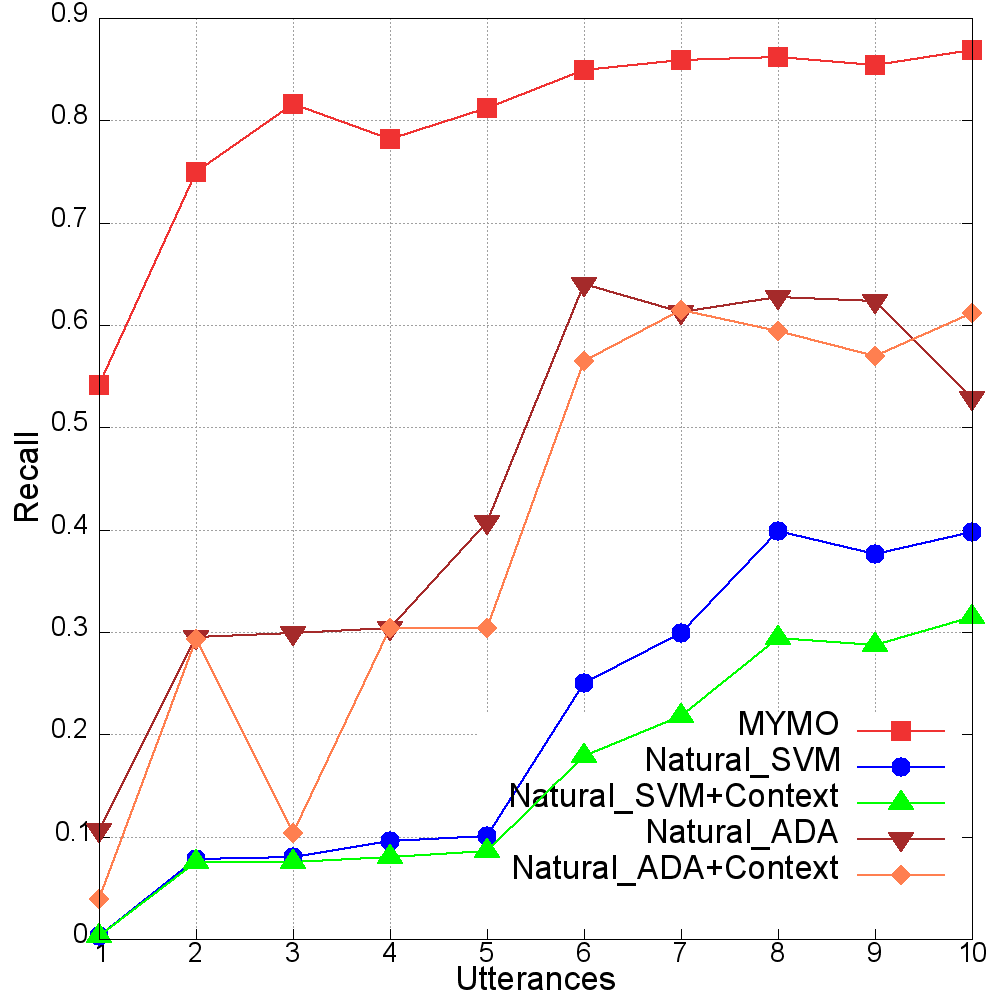 0.9
0.8
0.7
0.6
0.5
0.4
0.3
0.2
0.1
0
Recall
MYMO
Natural_SVM
Natural_SVM+Context
Natural_ADA
Natural_ADA+Context
1 2 3 4 5 6 7 8 9 10
Utterances